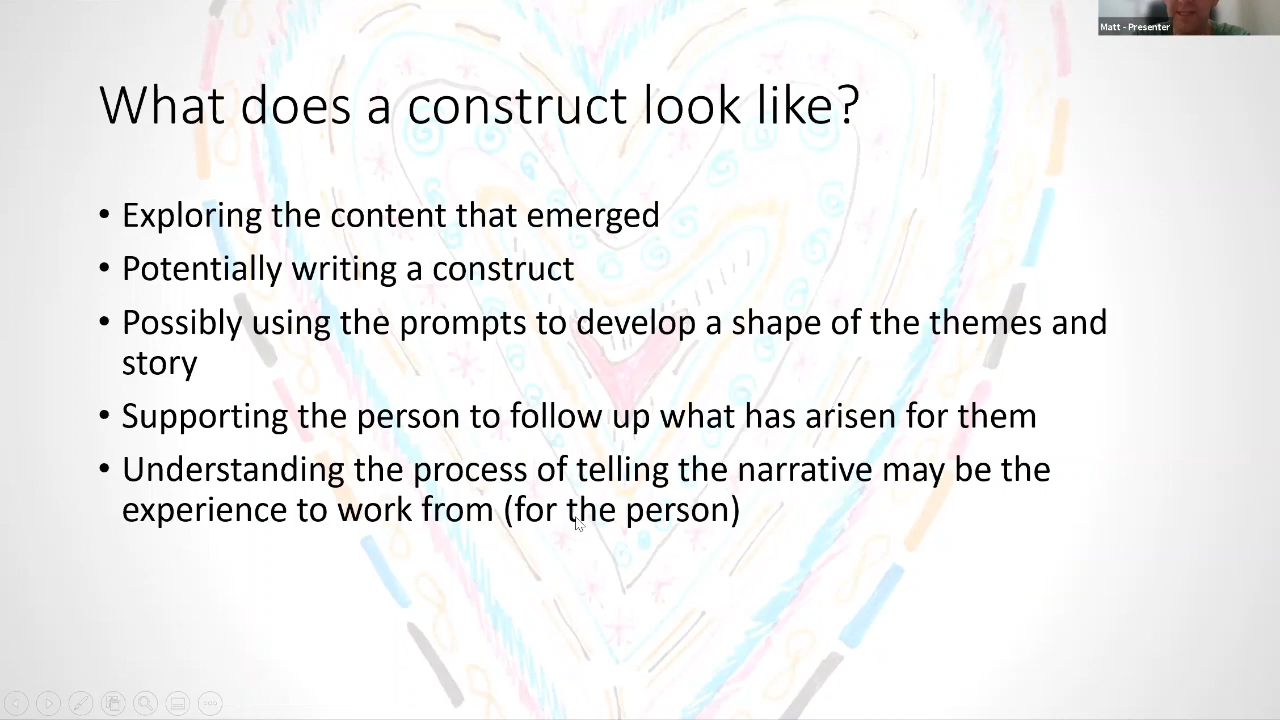 Matt - Presenter
What does a construct look like?
• Exploring the content that emerged
• Potentially writing a construct
• Possibly using the prompts to develop a shape of the themes and
story
• Supporting the person to follow up what has arisen for them
• Understanding the process of telling the narrative may be the
experience to work from (for the person)